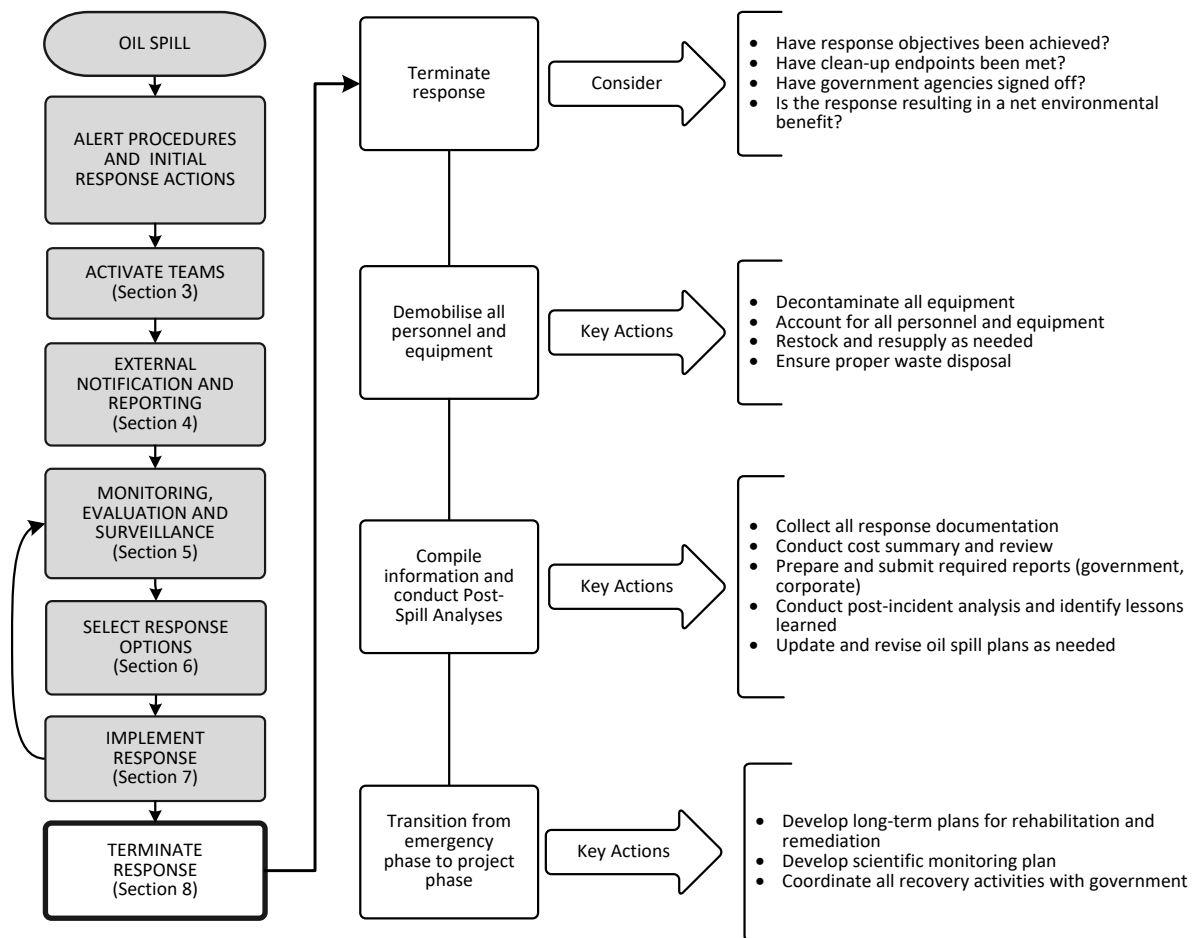 OIL SPILL
ALERT PROCEDURES
AND INITIAL
RESPONSE ACTIONS
ACTIVATE TEAMS
(Section 3)
EXTERNAL
NOTIFICATION AND
REPORTING
(Section 4)
MONITORING,
EVALUATION AND
SURVEILLANCE
(Section 5)
SELECT RESPONSE
OPTIONS
(Section 6)
IMPLEMENT
RESPONSE
(Section 7)
TERMINATE
RESPONSE
(Section 8)
Terminate
response
Consider
• Have response objectives been achieved?
• Have clean-up endpoints been met?
• Have government agencies signed off?
• Is the response resulting in a net environmental
benefit?
Demobilise all
personnel and
equipment
Key Actions
• Decontaminate all equipment
• Account for all personnel and equipment
• Restock and resupply as needed
• Ensure proper waste disposal
Compile
information and
conduct Post-
Spill Analyses
Key Actions
• Collect all response documentation
• Conduct cost summary and review
• Prepare and submit required reports (government,
corporate)
• Conduct post-incident analysis and identify lessons
learned
• Update and revise oil spill plans as needed
Transition from
emergency
phase to project
phase
Key Actions
• Develop long-term plans for rehabilitation and
remediation
• Develop scientific monitoring plan
• Coordinate all recovery activities with government